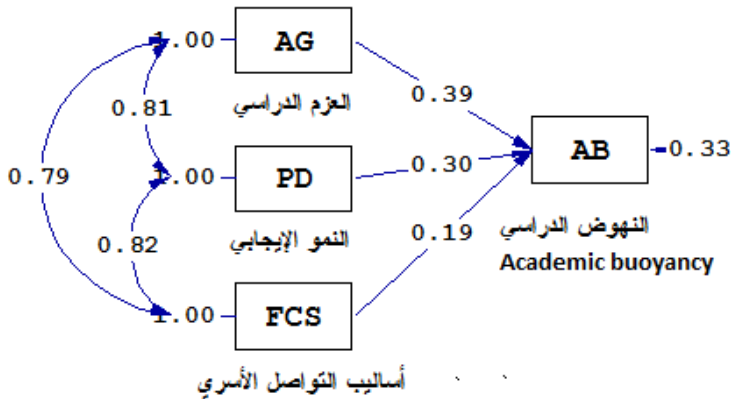 1.00 AG
العزم الدراسي
0.39
0.81
AB 0.33
0.79
1.00 PD
0.30
النمو الإيجابي
0.19
النهوض الدراسي
0.82
Academic buoyancy
1.00 FCS
أساليب التواصل الأسري